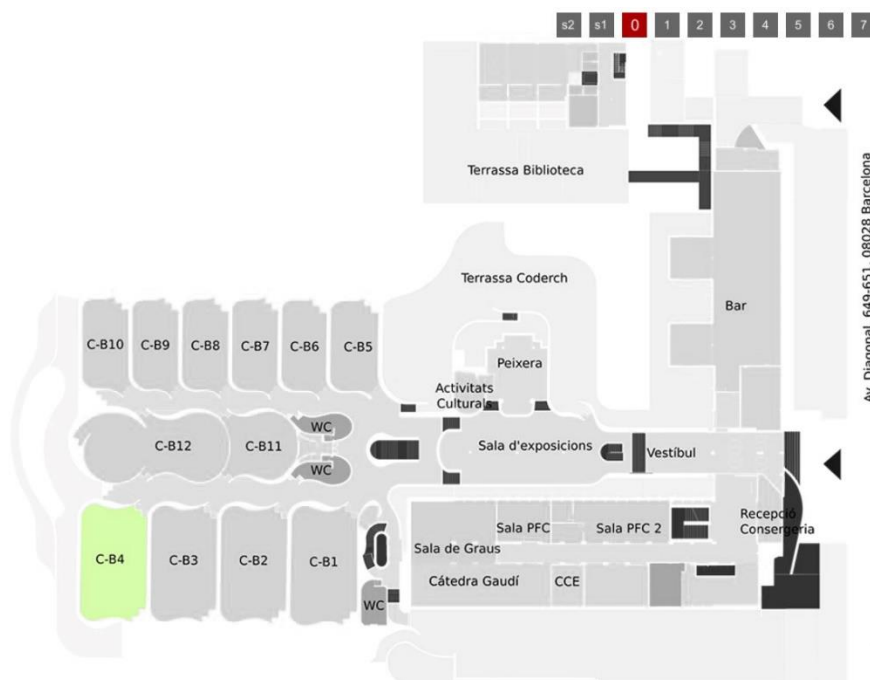 s2 s1 0 1 2 3 4 5 6 7
Terrassa Biblioteca
Av. Diagonal, 649-651, 08028 Barcelona
Terrassa Coderch
Bar
C-B10 C-B9 C-B8 C-B7 C-B6 C-B5
Peixera
Activitats
Culturals
WC
C-B12 C-B11
Sala d'exposicions
Vestíbul
WC
Recepció
Consergeria
Sala PFC Sala PFC 2
Sala de Graus
C-B4 C-B3 C-B2 C-B1
Cátedra Gaudí CCE
WC